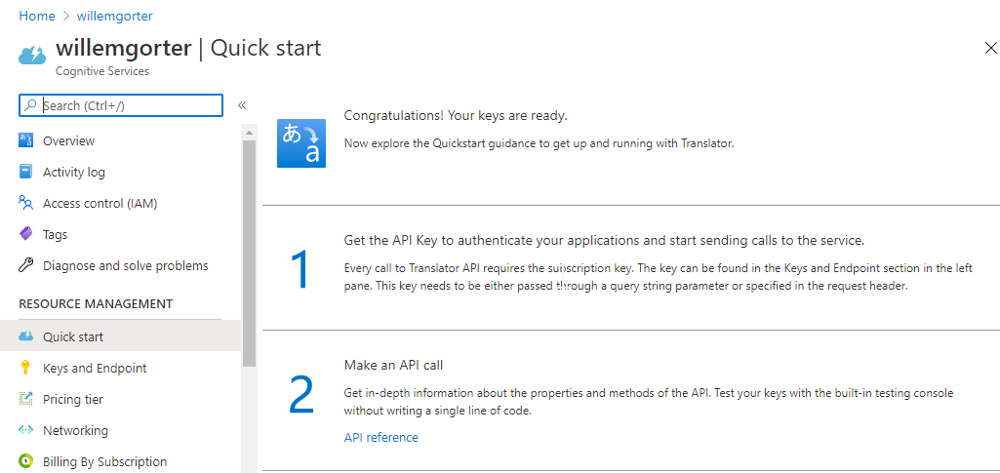 Home > willemgorter
willemgorter | Quick start
Cognitive Services
Search (Ctrl+/)
«
Overview
Activity log
Access control (IAM)
Tags
Diagnose and solve problems
RESOURCE MANAGEMENT
Quick start
Keys and Endpoint
Pricing tier
Networking
Billing By Subscription
あ a
Congratulations! Your keys are ready.
Now explore the Quickstart guidance to get up and running with Translator.
1
Get the API Key to authenticate your applications and start sending calls to the service.
Every call to Translator API requires the subscription key. The key can be found in the Keys and Endpoint section in the left
pane. This key needs to be either passed through a query string parameter or specified in the request header.
2
Make an API call
Get in-depth information about the properties and methods of the API. Test your keys with the built-in testing console
without writing a single line of code.
API reference